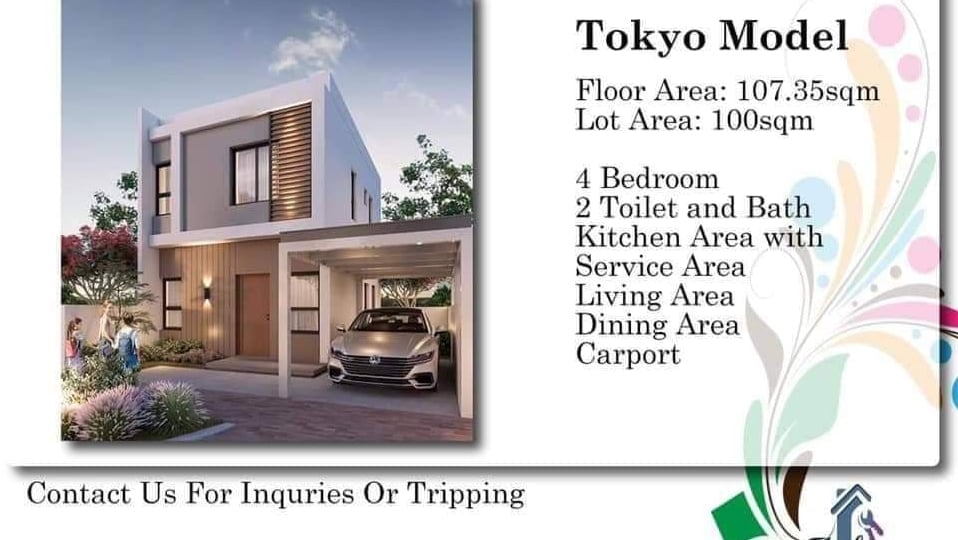 Tokyo Model
Floor Area: 107.35sqm
Lot Area: 100sqm
4 Bedroom
2 Toilet and Bath
Kitchen Area with
Service Area
Living Area
Dining Area
Carport
Contact Us For Inquries Or Tripping